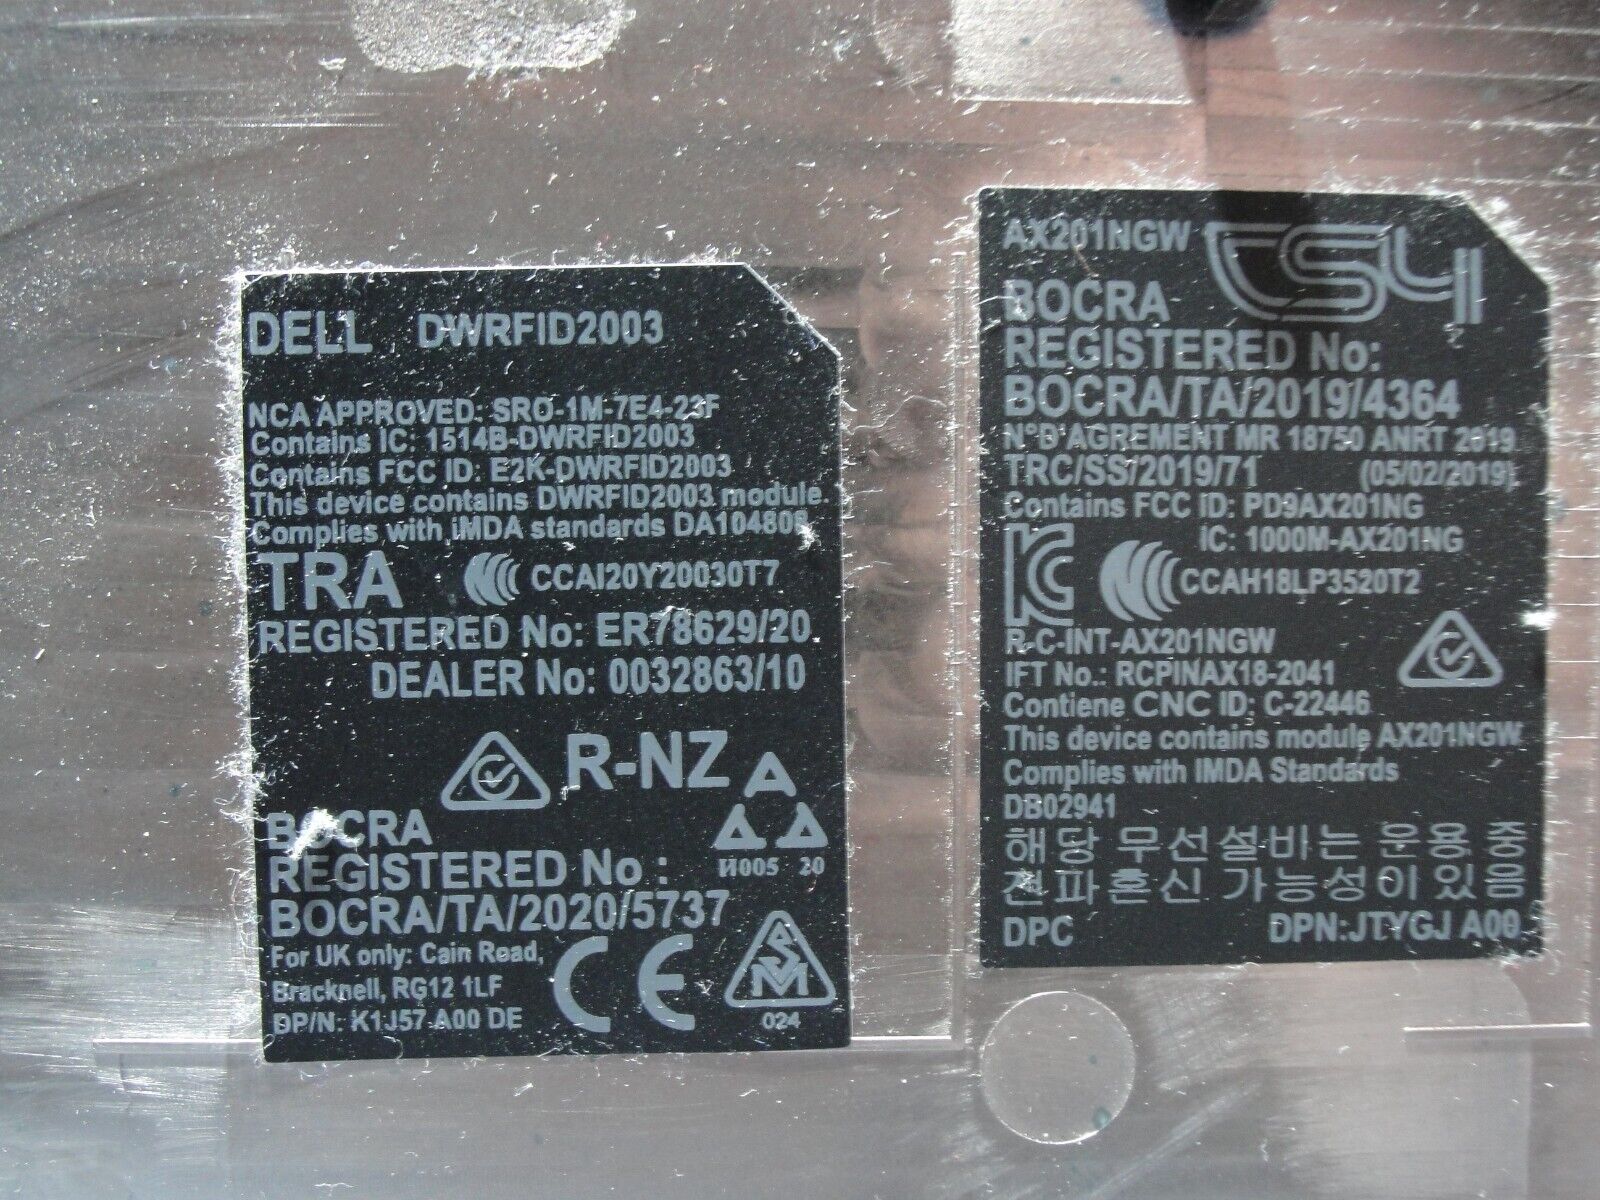 DELL DWRFID2003
NCA APPROVED: SRO-1M-7E4-23F
Contains IC: 1514B-DWRFID2003
Contains FCC ID: E2K-DWRFID2003
This device contains DWRFID2003 module.
Complies with iMDA standards DA104808
TRA CCAI20Y20030T7
REGISTERED No: ER78629/20
DEALER No: 0032863/10
R-NZ
И005 20
BOCRA
REGISTERED No :
BOCRA/TA/2020/5737
For UK only: Cain Road,
Bracknell, RG12 1LF
DP/N: K1J57 A00 DE
CE
SM
024
AX201NGW
BOCRA
REGISTERED No:
BOCRA/TA/2019/4364
N°D'AGREMENT MR 18750 ANRT 2019
TRC/SS/2019/71 (05/02/2019)
Contains FCC ID: PD9AX201NG
IC: 1000M-AX201NG
CCAH18LP3520T2
R-C-INT-AX201NGW
IFT No.: RCPINAX18-2041
Contiene CNC ID: C-22446
This device contains module AX201NGW
Complies with IMDA Standards
DB02941
해당 무선설비는 운용 중
전파혼신 가능성이 있음
DPC DPN:JTYGJ A00